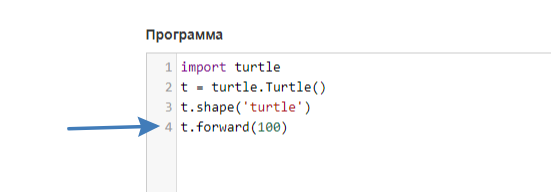 Программа
1 import turtle
2 t = turtle.Turtle()
3 t.shape('turtle')
4 t.forward(100)